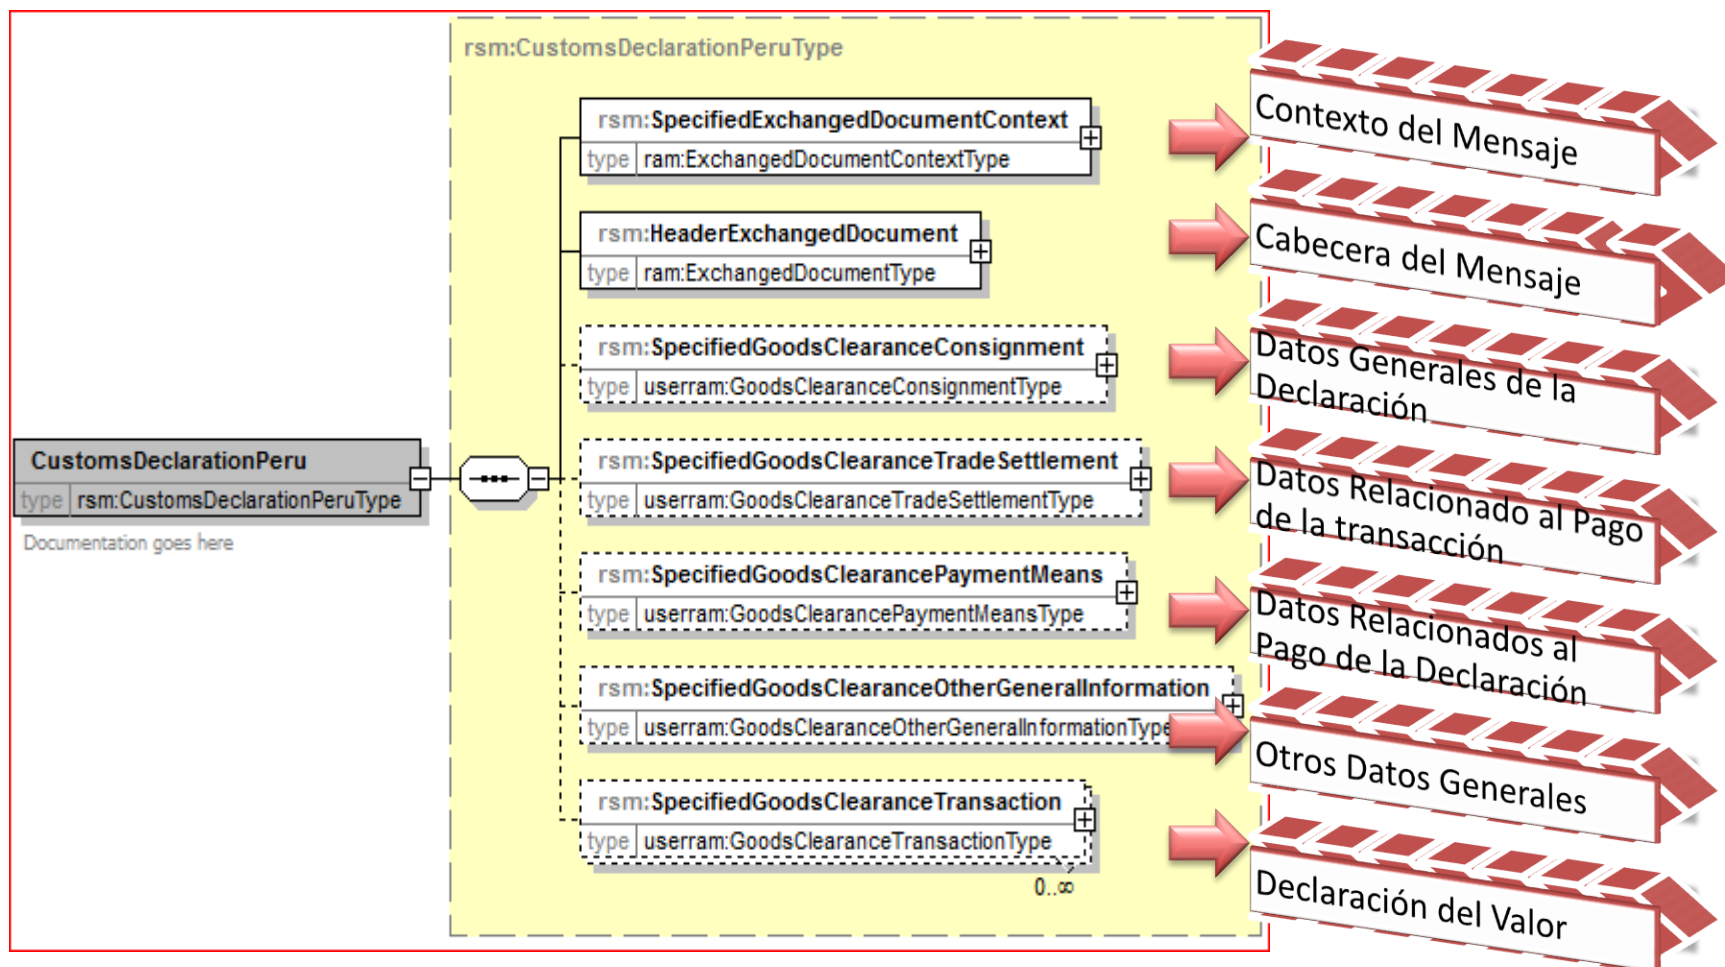 rsm:CustomsDeclarationPeruType
rsm:SpecifiedExchangedDocumentContext
type ram:ExchangedDocumentContextType
Contexto del Mensaje
rsm:HeaderExchangedDocument
type ram:ExchangedDocumentType
Cabecera del Mensaje
rsm:SpecifiedGoodsClearanceConsignment
type userram:GoodsClearanceConsignmentType
Datos Generales de la
Declaración
CustomsDeclarationPeru
type rsm:CustomsDeclarationPeruType
Documentation goes here
rsm:SpecifiedGoodsClearanceTradeSettlement
type userram:GoodsClearanceTradeSettlementType
Datos Relacionado al Pago
de la transacción
rsm:SpecifiedGoodsClearancePaymentMeans
type userram:GoodsClearancePaymentMeansType
Datos Relacionados al
Pago de la Declaración
rsm:SpecifiedGoodsClearanceOtherGeneralInformation
type userram:GoodsClearanceOtherGeneralInformationType
Otros Datos Generales
rsm:SpecifiedGoodsClearanceTransaction
type userram:GoodsClearanceTransactionType
0..∞
Declaración del Valor